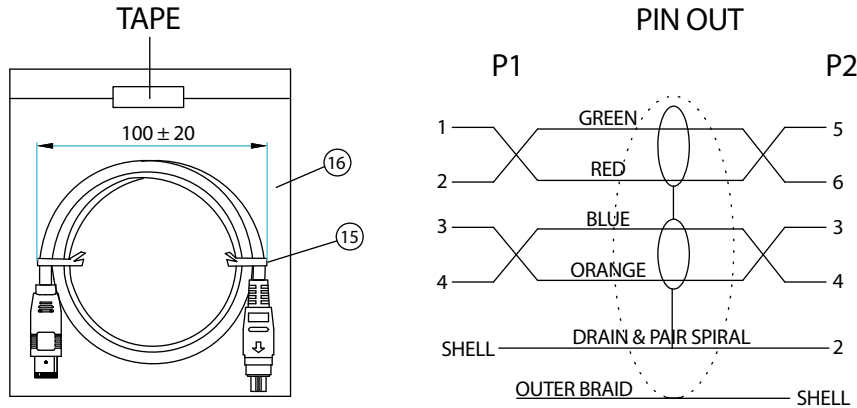 TAPE
100 ± 20
16
15
PIN OUT
P1 P2
1 GREEN 5
2 RED 6
3 BLUE 3
4 ORANGE 4
SHELL DRAIN & PAIR SPIRAL 2
OUTER BRAID SHELL